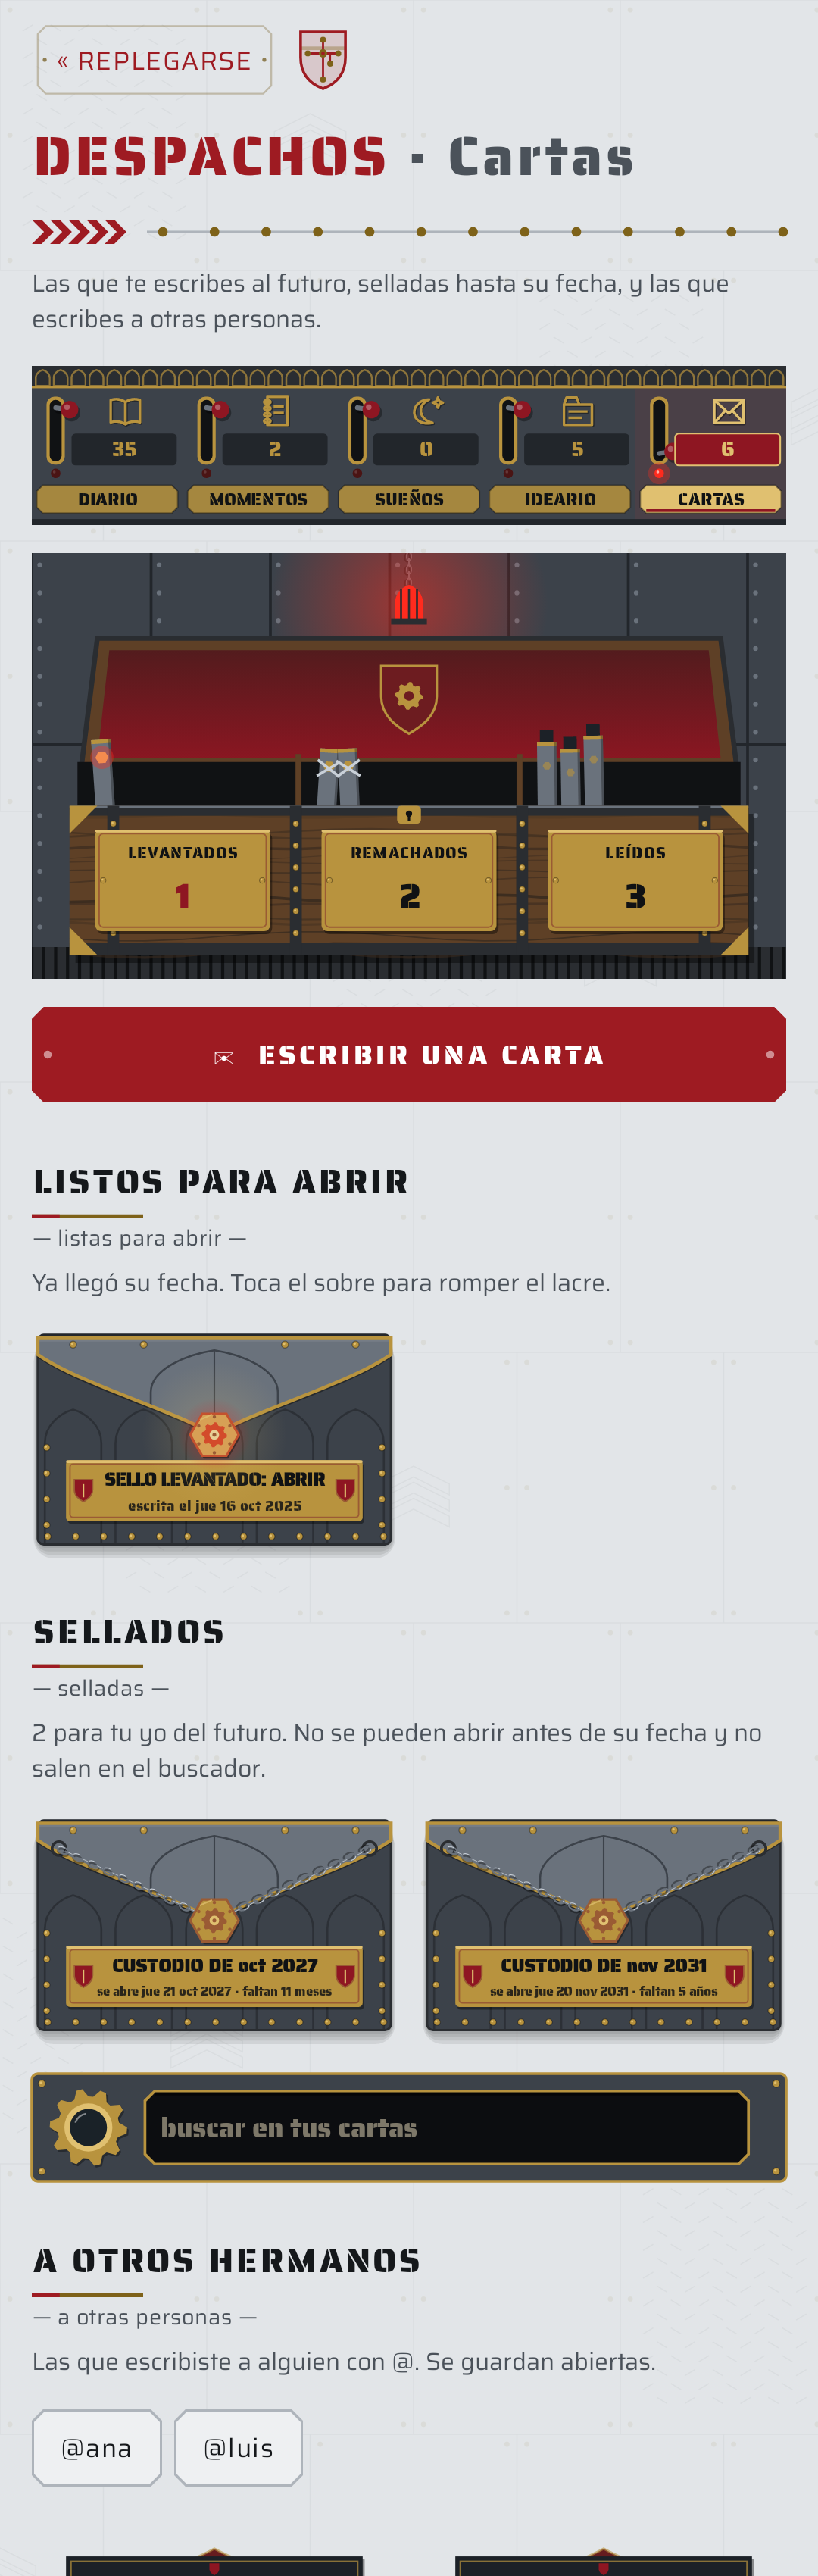 « REPLEGARSE
DESPACHOS · Cartas
Las que te escribes al futuro, selladas hasta su fecha, y las que
escribes a otras personas.
35 2 0 5 6
DIARIO MOMENTOS SUEÑOS IDEARIO CARTAS
LEVANTADOS REMACHADOS LEÍDOS
1 2 3
✉ ESCRIBIR UNA CARTA
LISTOS PARA ABRIR
— listas para abrir —
Ya llegó su fecha. Toca el sobre para romper el lacre.
SELLO LEVANTADO: ABRIR
escrita el jue 16 oct 2025
SELLADOS
— selladas —
2 para tu yo del futuro. No se pueden abrir antes de su fecha y no
salen en el buscador.
CUSTODIO DE oct 2027
se abre jue 21 oct 2027 · faltan 11 meses
CUSTODIO DE nov 2031
se abre jue 20 nov 2031 · faltan 5 años
buscar en tus cartas
A OTROS HERMANOS
— a otras personas —
Las que escribiste a alguien con @. Se guardan abiertas.
@ana @luis